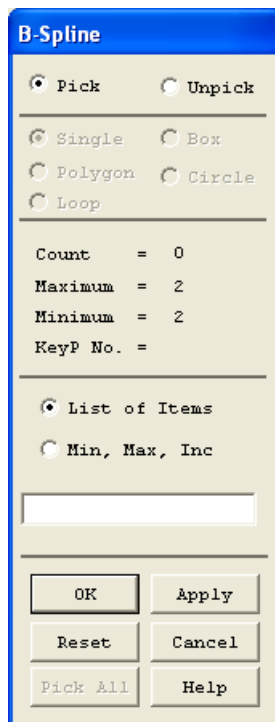 B-Spline
Pick Unpick
Single Box
Polygon Circle
Loop
Count = 0
Maximum = 2
Minimum = 2
KeyP No. =
List of Items
Min, Max, Inc
OK Apply
Reset Cancel
Pick All Help